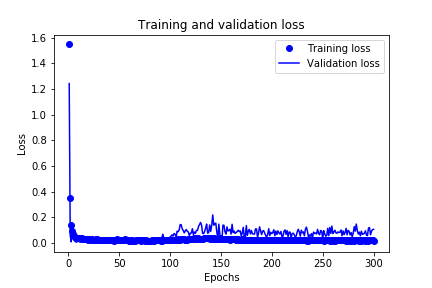 Training and validation loss
Training loss
Validation loss
Loss
1.6
1.4
1.2
1.0
0.8
0.6
0.4
0.2
0.0
0 50 100 150 200 250 300
Epochs